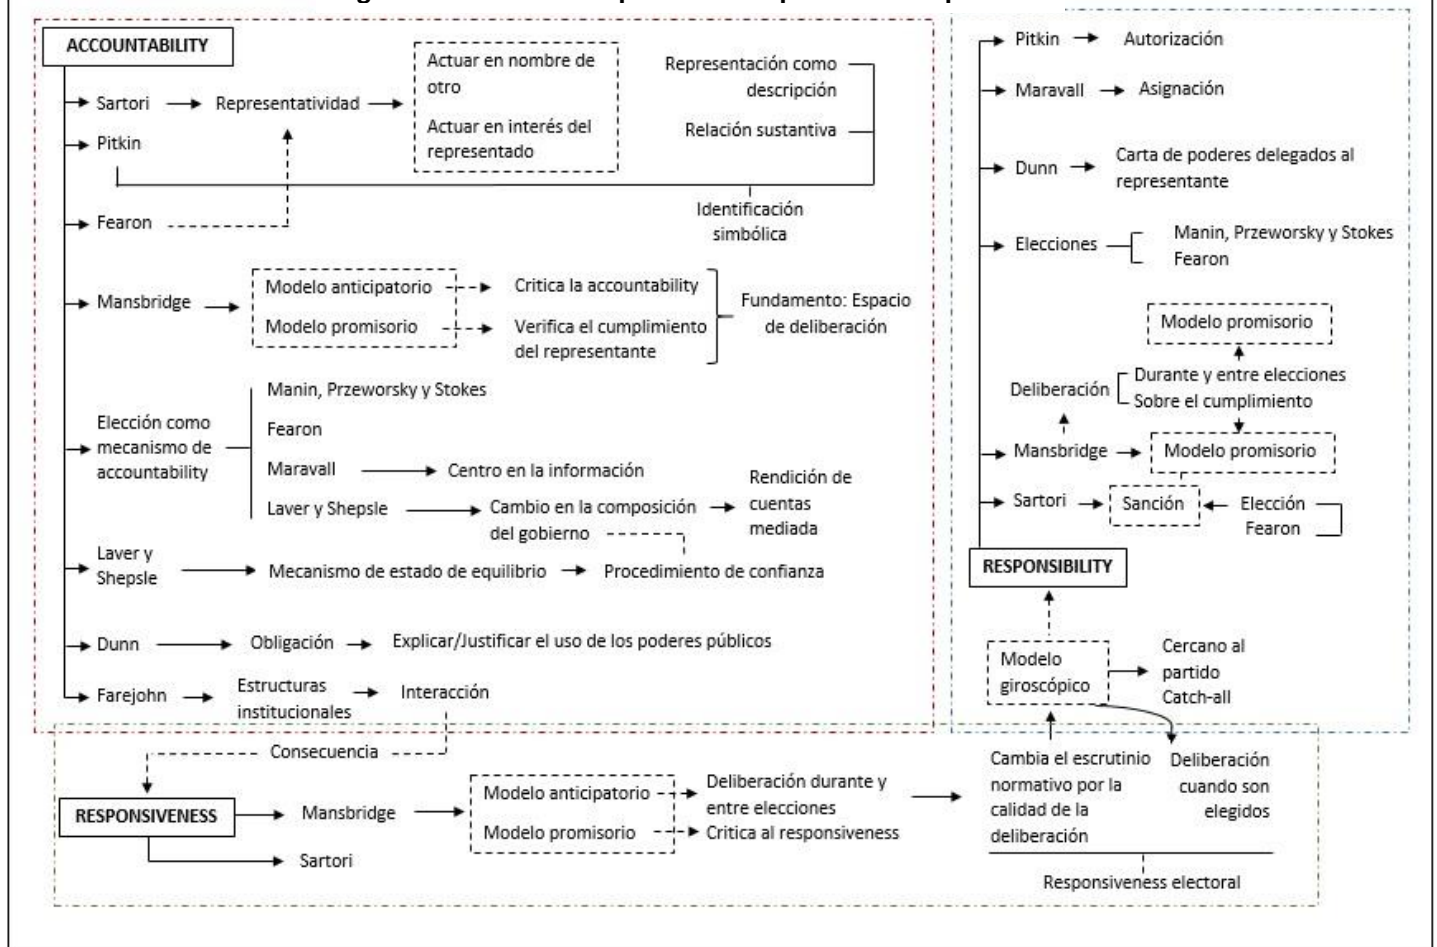 ACCOUNTABILITY
Sartori
Representatividad
Actuar en nombre de
otro
Actuar en interés del
representado
Representación como
descripción
Relación sustantiva
Pitkin
Identificación
simbólica
Fearon
Mansbridge
Modelo anticipatorio
Critica la accountability
Modelo promisorio
Verifica el cumplimiento
del representante
Fundamento: Espacio
de deliberación
Elección como
mecanismo de
accountability
Manin, Przeworsky y Stokes
Fearon
Maravall
Centro en la información
Laver y Shepsle
Cambio en la composición
del gobierno
Rendición de
cuentas
mediada
Laver y
Shepsle
Mecanismo de estado de equilibrio
Procedimiento de confianza
Dunn
Obligación
Explicar/Justificar el uso de los poderes públicos
Farejohn
Estructuras
institucionales
Interacción
Consecuencia
Pitkin
Autorización
Maravall
Asignación
Dunn
Carta de poderes delegados al
representante
Elecciones
Manin, Przeworsky y Stokes
Fearon
Modelo promisorio
Deliberación
Durante y entre elecciones
Sobre el cumplimiento
Mansbridge
Modelo promisorio
Sartori
Sanción
Elección
Fearon
RESPONSIBILITY
Modelo
giroscópico
Cercano al
partido
Catch-all
RESPONSIVENESS
Mansbridge
Modelo anticipatorio
Deliberación durante y
entre elecciones
Modelo promisorio
Critica al responsiveness
Sartori
Cambia el escrutinio
normativo por la
calidad de la
deliberación
Deliberación
cuando son
elegidos
Responsiveness electoral